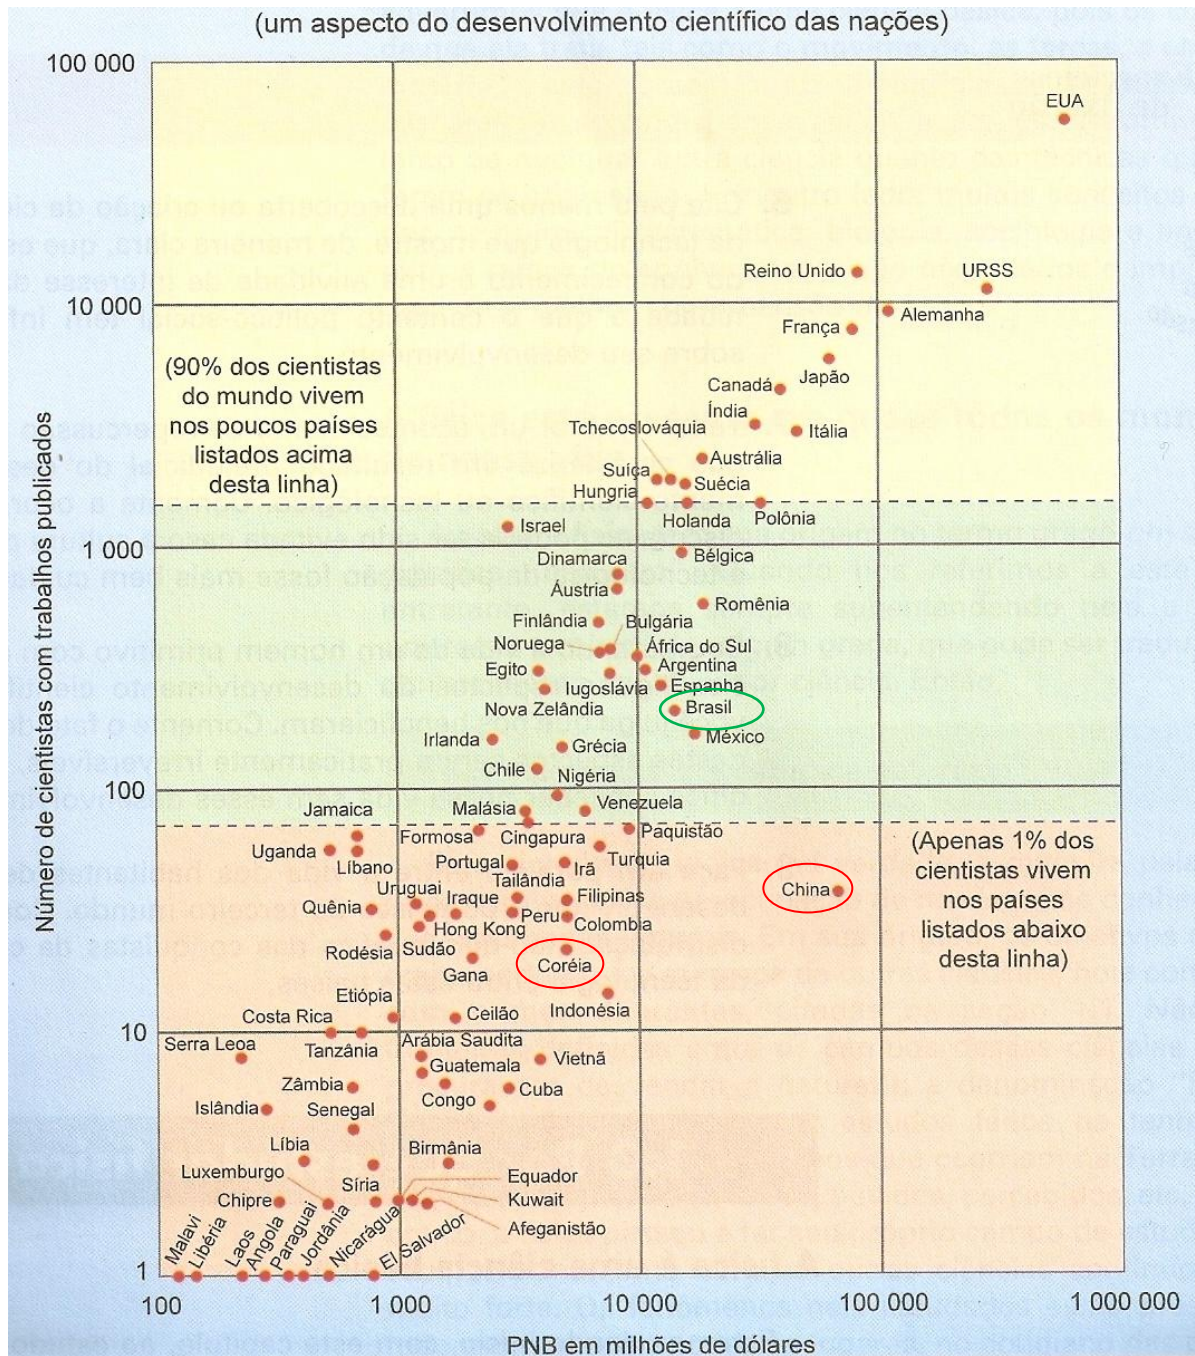 (um aspecto do desenvolvimento científico das nações)
100 000
EUA
Reino Unido
URSS
10 000
Alemanha
França
(90% dos cientistas
do mundo vivem
nos poucos países
listados acima
desta linha)
Japão
Canadá
Índia
Itália
Tchecoslováquia
Austrália
Suíça
Suécia
Hungria
Holanda
Polônia
Israel
1 000
Bélgica
Dinamarca
Áustria
Romênia
Finlândia
Bulgária
Noruega
África do Sul
Egito
Argentina
Iugoslávia
Espanha
Nova Zelândia
Brasil
Irlanda
México
Grécia
Chile
Nigéria
100
Jamaica
Malásia
Venezuela
Formosa
Cingapura
Paquistão
(Apenas 1% dos
cientistas vivem
nos países
listados abaixo
desta linha)
Uganda
Líbano
Portugal
Irã
Turquia
Tailândia
China
Uruguai
Iraque
Filipinas
Quênia
Peru
Colombia
Hong Kong
Rodésia
Sudão
Gana
Coréia
Etiópia
Indonésia
Costa Rica
Ceilão
10
Serra Leoa
Tanzânia
Arábia Saudita
Guatemala
Vietnã
Zâmbia
Cuba
Congo
Islândia
Senegal
Líbia
Birmânia
Luxemburgo
Síria
Equador
Chipre
Kuwait
Afeganistão
Malavi
Libéria
Laos
Angola
Paraguai
Jordânia
Nicarágua
El Salvador
1
100
1 000
10 000
100 000
1 000 000
PNB em milhões de dólares
Número de cientistas com trabalhos publicados